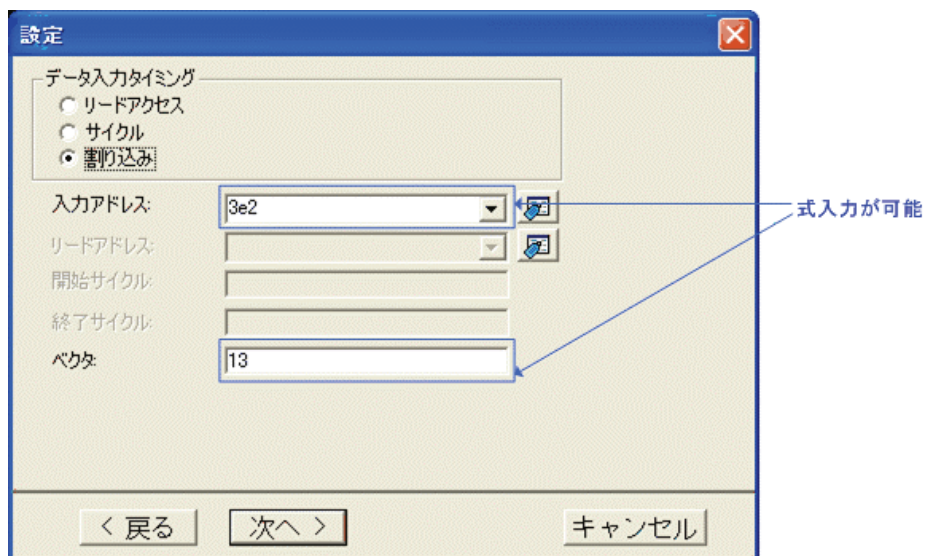 設定
データ入力タイミング
リードアクセス
サイクル
割り込み
入力アドレス: 3e2
式入力が可能
リードアドレス:
開始サイクル:
終了サイクル:
ベクタ: 13
< 戻る 次へ > キャンセル